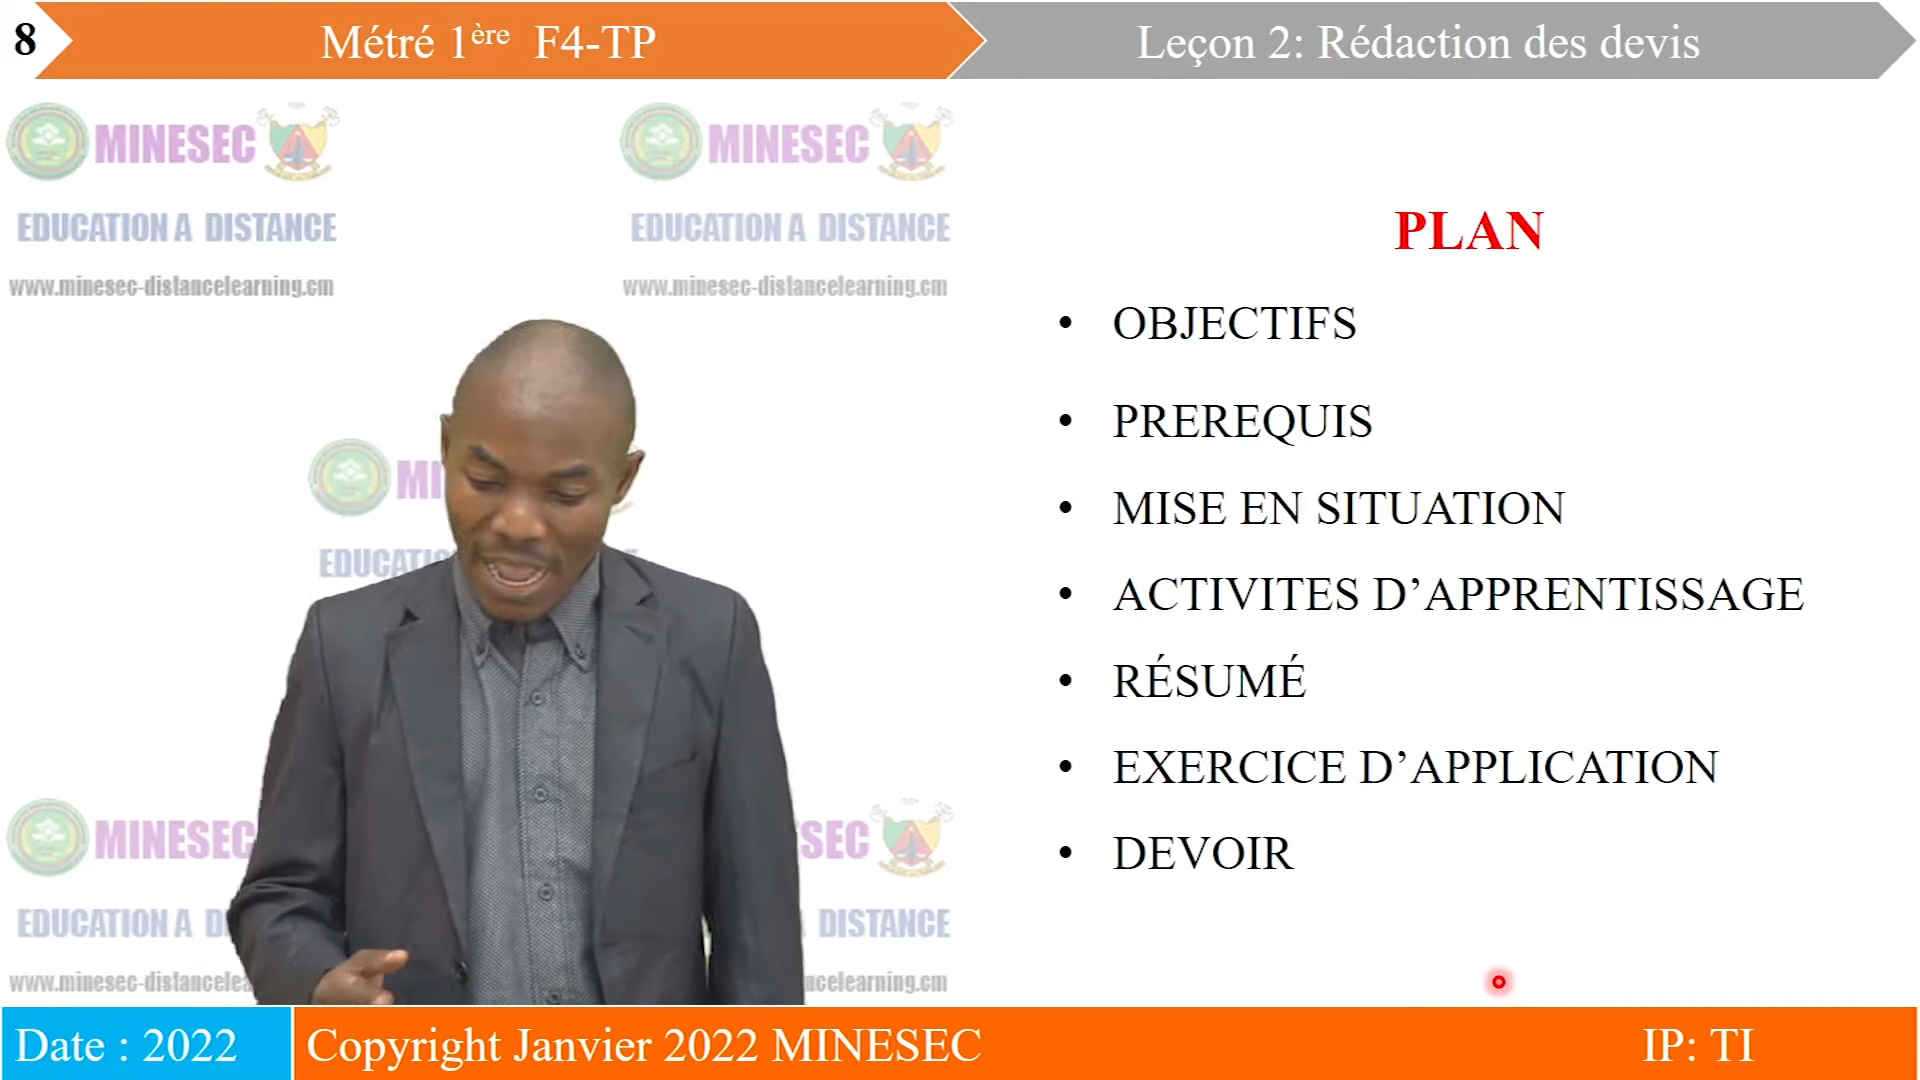 8
Métré 1ère F4-TP
Leçon 2: Rédaction des devis
MINESEC
MINESEC
EDUCATION A DISTANCE
EDUCATION A DISTANCE
www.minesec-distancelearning.cm
www.minesec-distancelearning.cm
PLAN
• OBJECTIFS
• PREREQUIS
• MISE EN SITUATION
• ACTIVITES D’APPRENTISSAGE
• RÉSUMÉ
• EXERCICE D’APPLICATION
• DEVOIR
MI
EDUCATI
MINESEC
SEC
EDUCATION A D
DISTANCE
www.minesec-distancelea
ncelearning.cm
Date : 2022
Copyright Janvier 2022 MINESEC
IP: TI